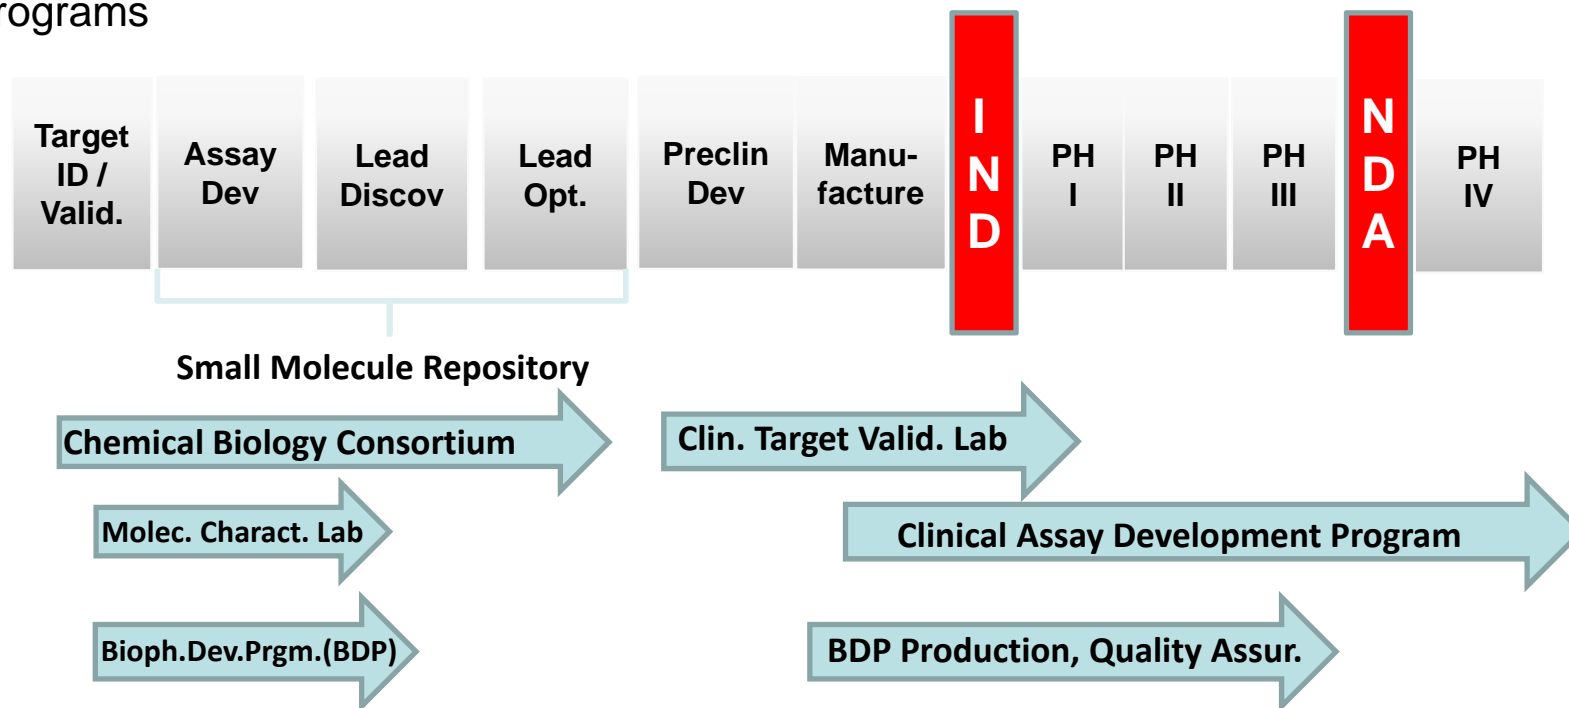 rograms
Target
ID /
Valid.
Assay
Dev
Lead
Discov
Lead
Opt.
Preclin
Dev
Manu-
facture
I
N
D
PH
I
PH
II
PH
III
N
D
A
PH
IV
Small Molecule Repository
Chemical Biology Consortium
Clin. Target Valid. Lab
Molec. Charact. Lab
Clinical Assay Development Program
Bioph.Dev.Prgm.(BDP)
BDP Production, Quality Assur.